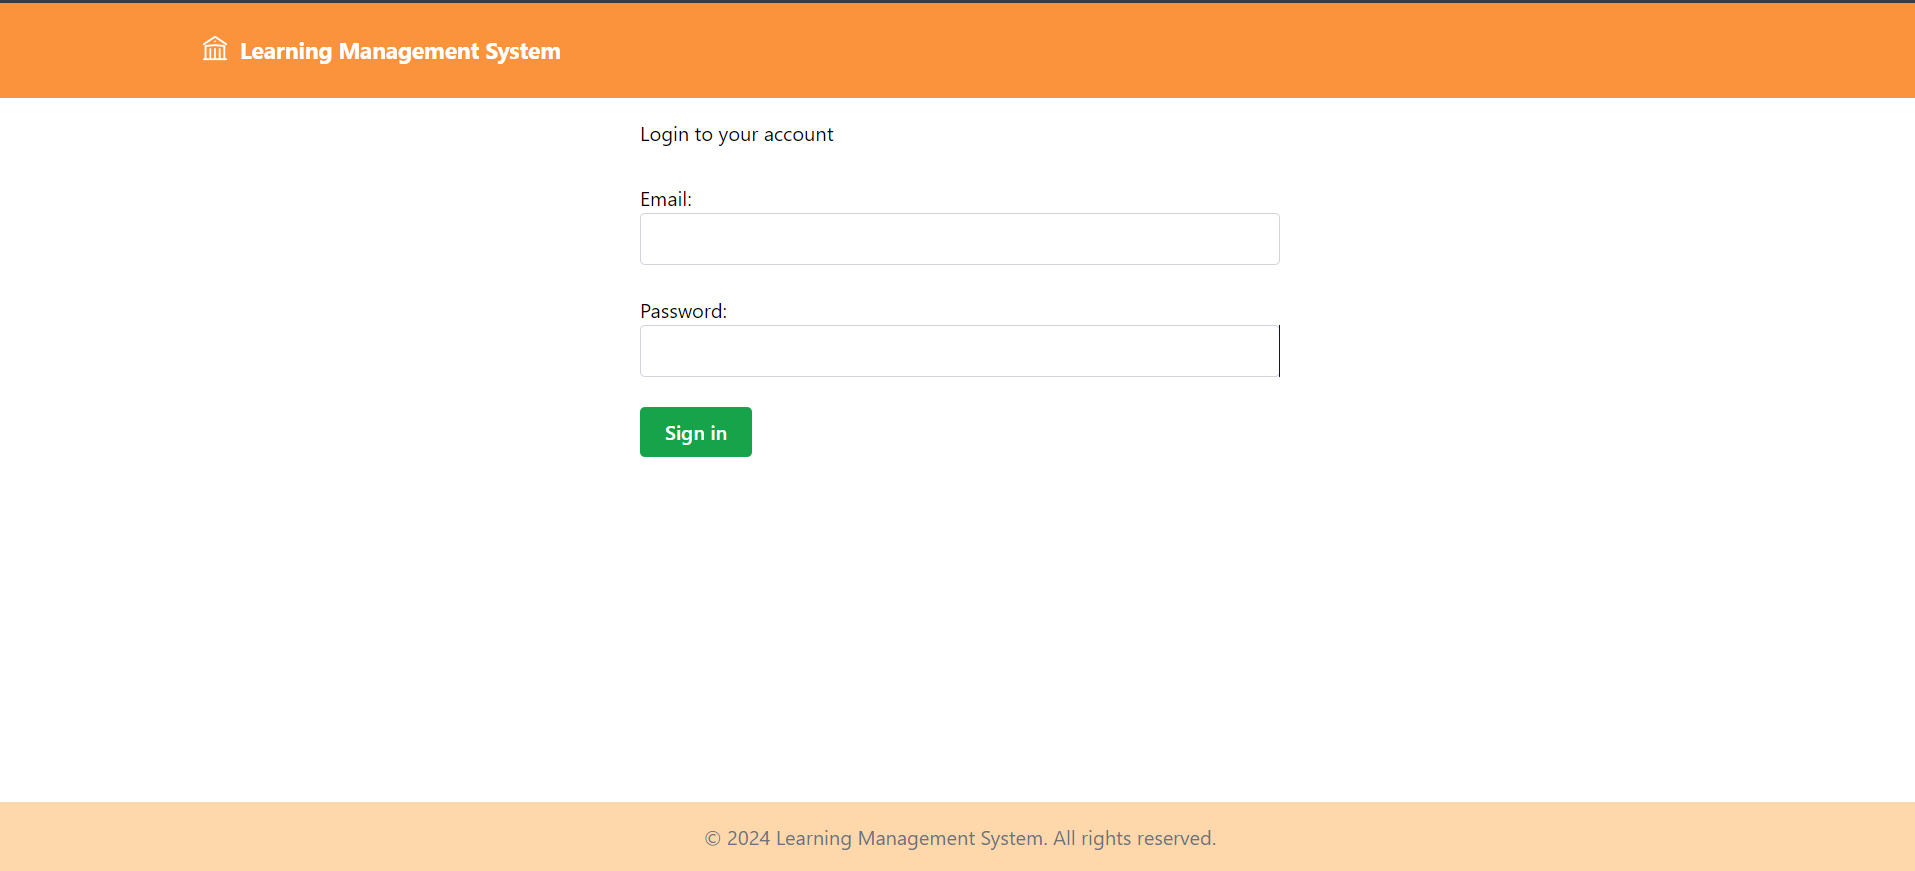 Learning Management System
Login to your account
Email:
Password:
Sign in
© 2024 Learning Management System. All rights reserved.